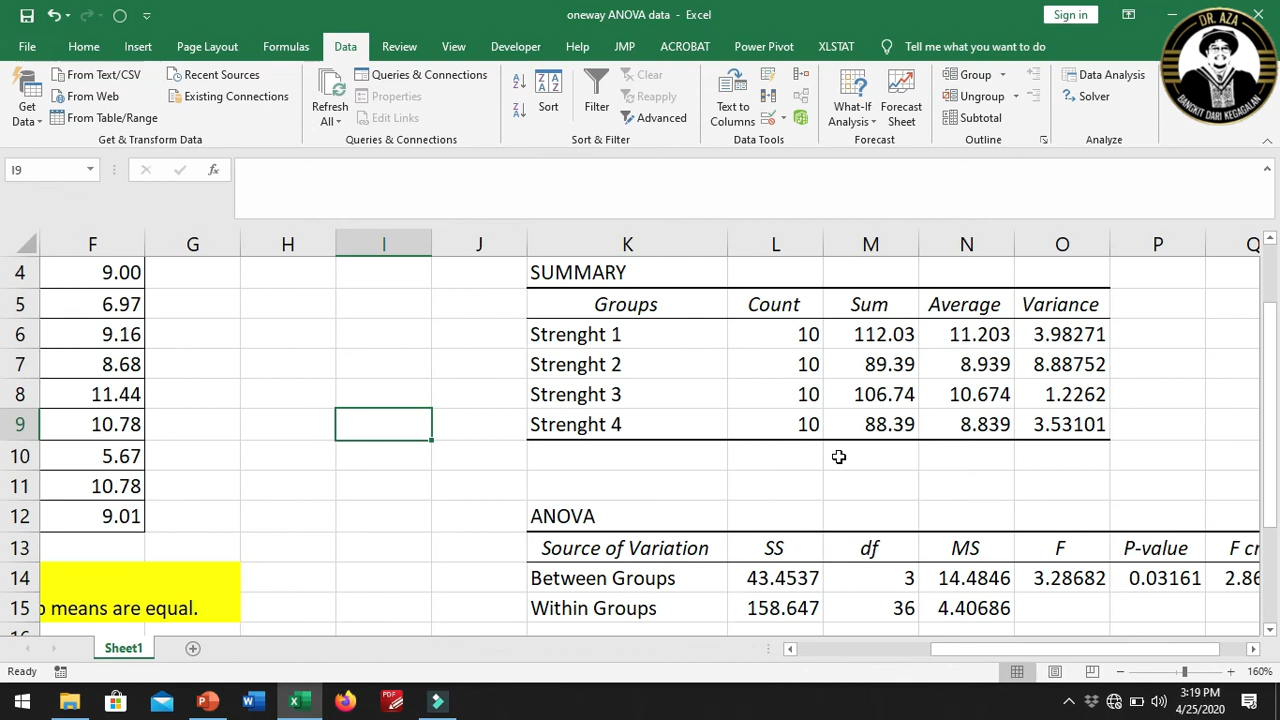 oneway ANOVA data - Excel
Sign in
File Home Insert Page Layout Formulas Data Review View Developer Help JMP ACROBAT Power Pivot XLSTAT Tell me what you want to do
DR. AZA
BANGKIT DARI KEGAGALAN
Get Data
From Text/CSV
From Web
From Table/Range
Recent Sources
Existing Connections
Get & Transform Data
Refresh All
Queries & Connections
Properties
Edit Links
Queries & Connections
Sort
Filter
Clear
Reapply
Advanced
Sort & Filter
Text to Columns
Data Tools
What-If Analysis
Forecast Sheet
Forecast
Group
Ungroup
Subtotal
Outline
Data Analysis
Solver
Analyze
I9
fx
F G H I J K L M N O P Q
4 9.00 SUMMARY
5 6.97 Groups Count Sum Average Variance
6 9.16 Strenght 1 10 112.03 11.203 3.98271
7 8.68 Strenght 2 10 89.39 8.939 8.88752
8 11.44 Strenght 3 10 106.74 10.674 1.2262
9 10.78 Strenght 4 10 88.39 8.839 3.53101
10 5.67
11 10.78
12 9.01 ANOVA
13 Source of Variation SS df MS F P-value F cr
14 Between Groups 43.4537 3 14.4846 3.28682 0.03161 2.86
15 means are equal. Within Groups 158.647 36 4.40686
Sheet1
Ready
160%
3:19 PM
4/25/2020